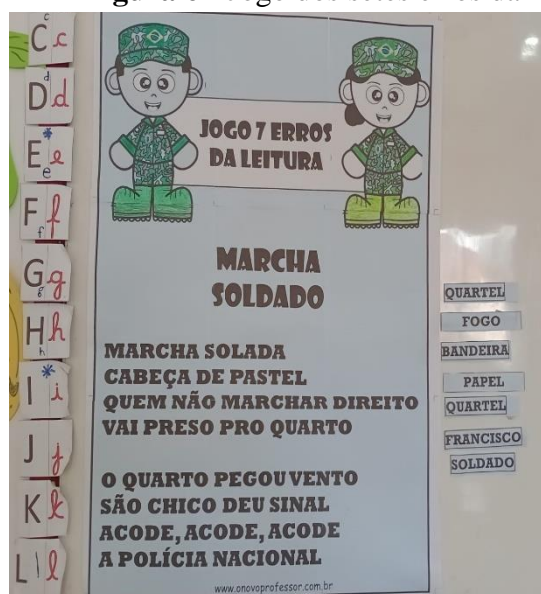 C c c
D d d
E e e
F f f
G g g
H h h
I i
J j
K k
L l l
JOGO 7 ERROS
DA LEITURA
MARCHA
SOLDADO
MARCHA SOLADA
CABEÇA DE PASTEL
QUEM NÃO MARCHAR DIREITO
VAI PRESO PRO QUARTO
O QUARTO PEGOU VENTO
SÃO CHICO DEU SINAL
ACODE, ACODE, ACODE
A POLÍCIA NACIONAL
www.onovoprofessor.com.br
QUARTEL
FOGO
BANDEIRA
PAPEL
QUARTEL
FRANCISCO
SOLDADO